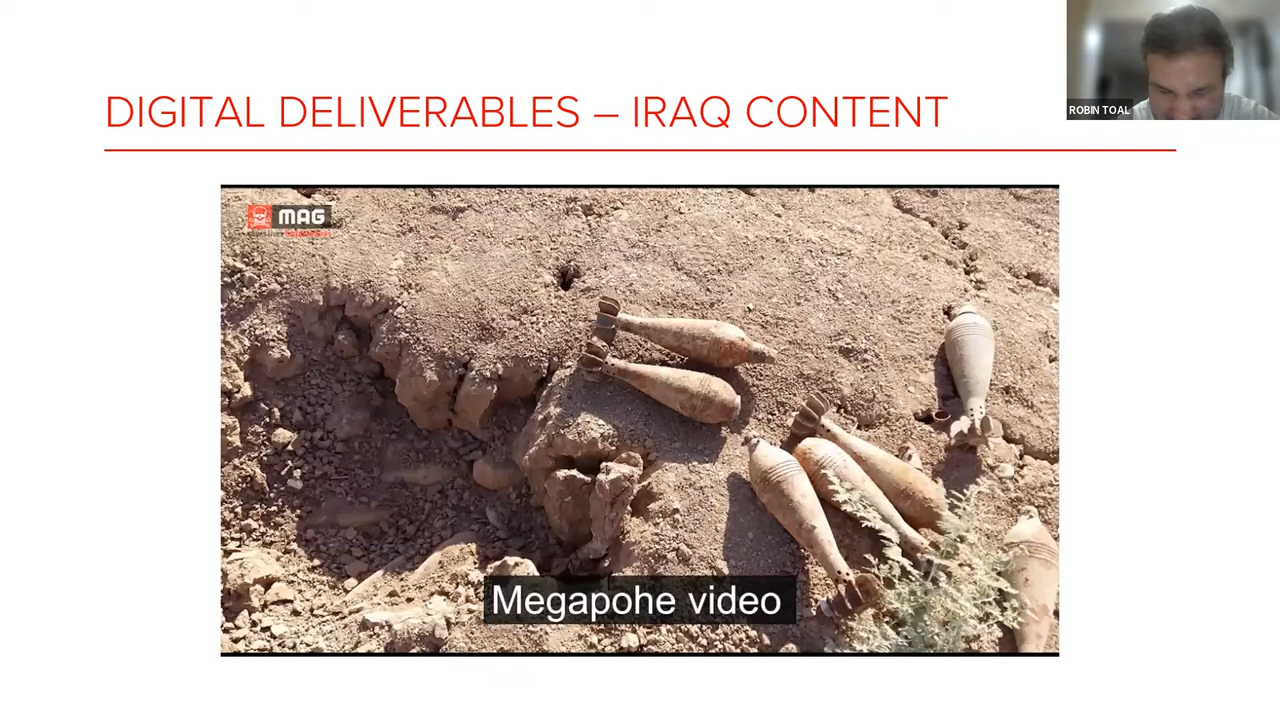 DIGITAL DELIVERABLES – IRAQ CONTENT
ROBIN TOAL
MAG
Megapohe video